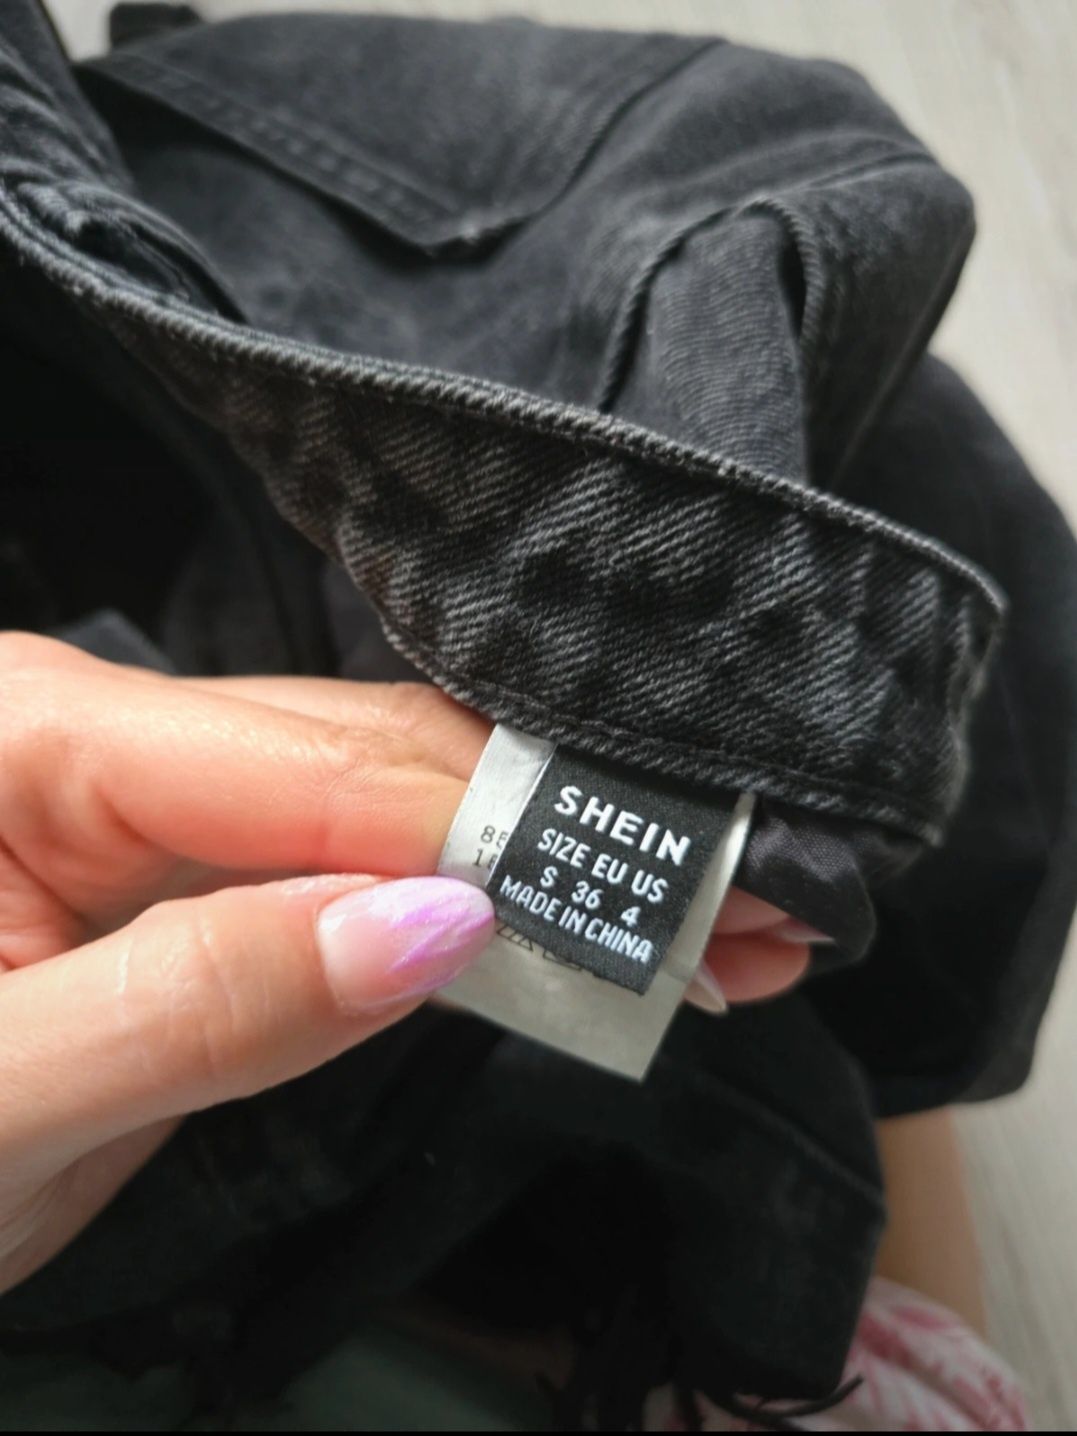 SHEIN
SIZE EU US
S 36 4
MADE IN CHINA